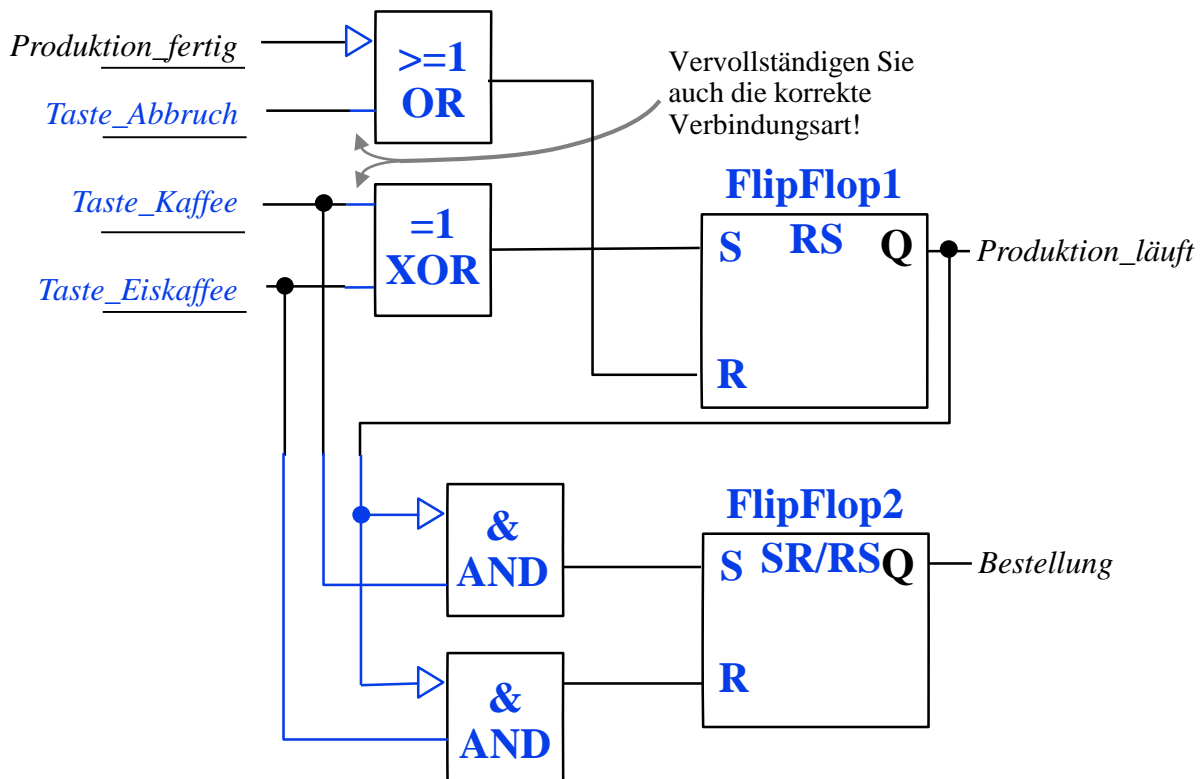 Produktion_fertig
>=1
OR
Taste_Abbruch
Vervollständigen Sie
auch die korrekte
Verbindungsart!
Taste_Kaffee
=1
XOR
Taste_Eiskaffee
FlipFlop1
S RS Q
R
Produktion_läuft
&
AND
FlipFlop2
S SR/RS Q
R
Bestellung
&
AND